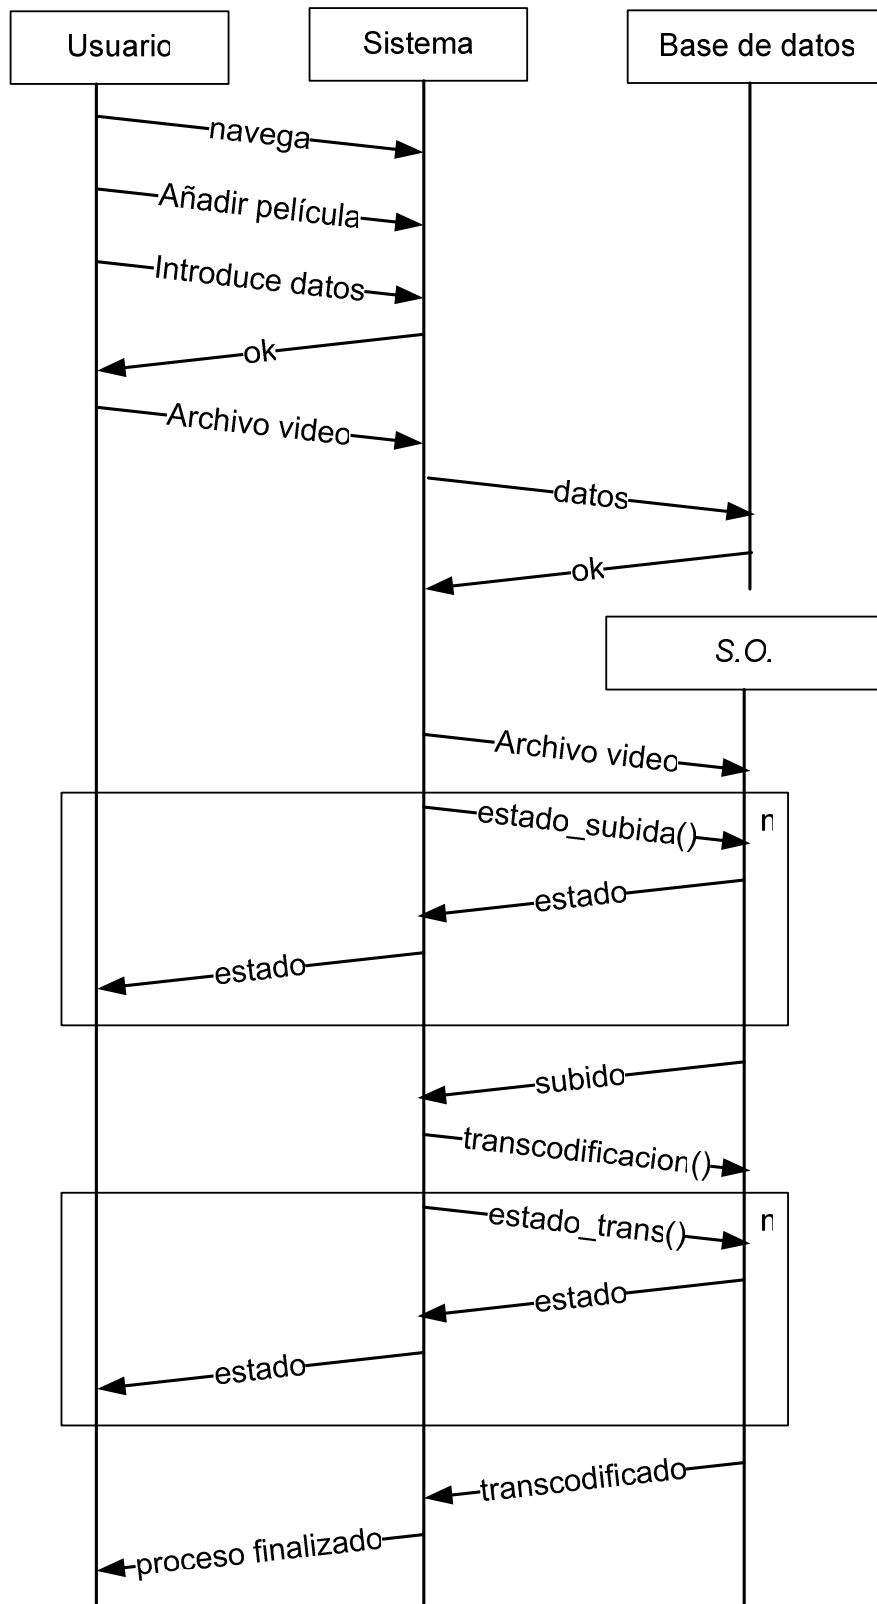 Usuario
Sistema
Base de datos
navega
Añadir película
Introduce datos
ok
Archivo video
datos
ok
S.O.
Archivo video
estado_subida()
n
estado
estado
subido
transcodificacion()
estado_trans()
n
estado
estado
transcodificado
proceso finalizado